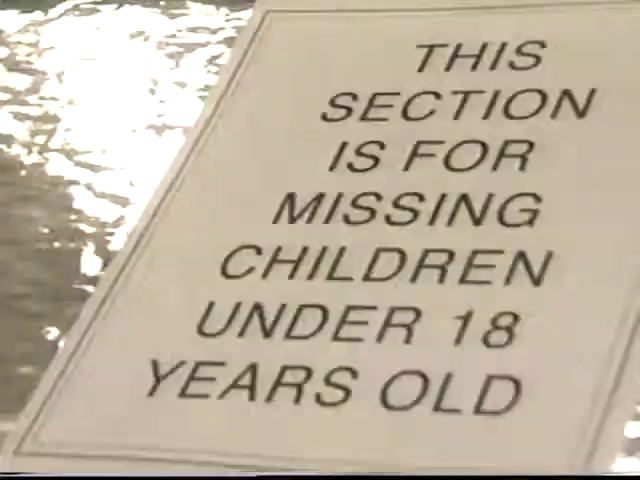 THIS
SECTION
IS FOR
MISSING
CHILDREN
UNDER 18
YEARS OLD